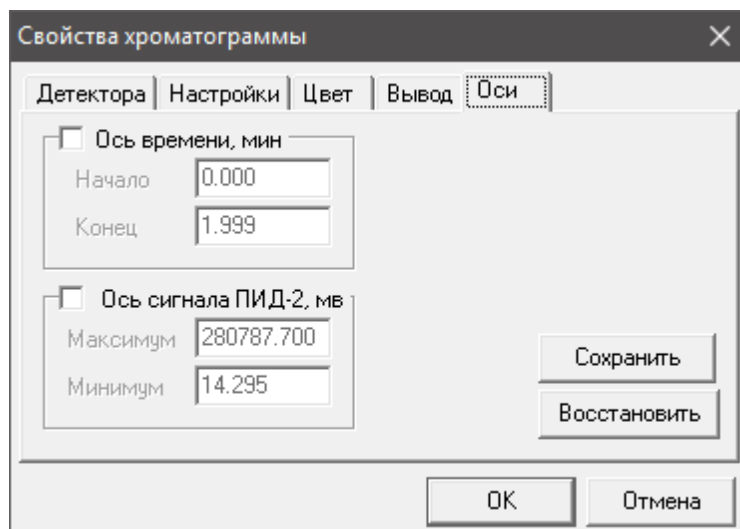 Свойства хроматограммы
Детектора Настройки Цвет Вывод Оси
Ось времени, мин
Начало 0.000
Конец 1.999
Ось сигнала ПИД-2, мв
Максимум 280787.700
Минимум 14.295
Сохранить
Восстановить
OK Отмена